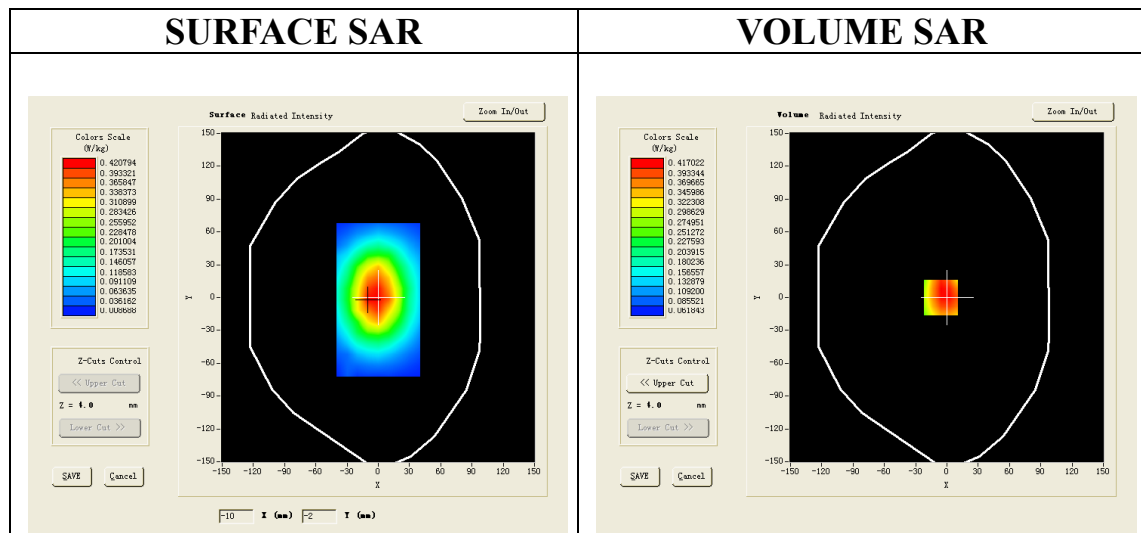 SURFACE SAR
VOLUME SAR
Surface Radiated Intensity
Zoom In/Out
Colors Scale
(W/kg)
0.420794
0.393321
0.365847
0.338373
0.310899
0.283426
0.255952
0.228478
0.201004
0.173531
0.146057
0.118583
0.091109
0.063635
0.036162
0.008688
150
120
90
60
30
0
-30
-60
-90
-120
-150
Y
-150 -120 -90 -60 -30 0 30 60 90 120 150
X
Z-Cuts Control
<< Upper Cut
Z = 4.0 mm
Lower Cut >>
SAVE Cancel
-10 X (mm) -2 Y (mm)
Volume Radiated Intensity
Zoom In/Out
Colors Scale
(W/kg)
0.417022
0.393344
0.369665
0.345986
0.322308
0.298629
0.274951
0.251272
0.227593
0.203915
0.180236
0.156557
0.132879
0.109200
0.085521
0.061843
150
120
90
60
30
0
-30
-60
-90
-120
-150
Y
-150 -120 -90 -60 -30 0 30 60 90 120 150
X
Z-Cuts Control
<< Upper Cut
Z = 4.0 mm
Lower Cut >>
SAVE Cancel